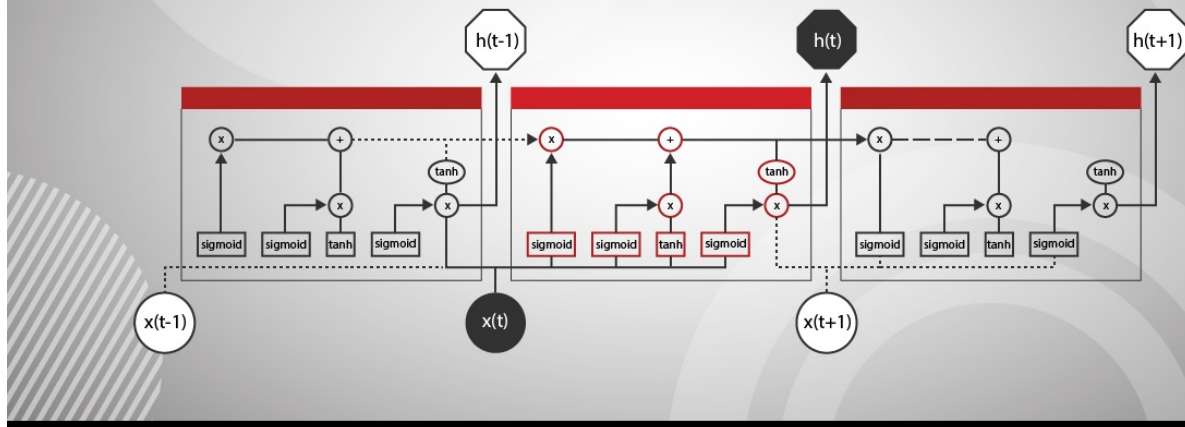 h(t-1) h(t) h(t+1)
x + x + x +
tanh tanh tanh
x x x x x x
sigmoid sigmoid tanh sigmoid sigmoid sigmoid tanh sigmoid sigmoid sigmoid tanh sigmoid
x(t-1) x(t) x(t+1)